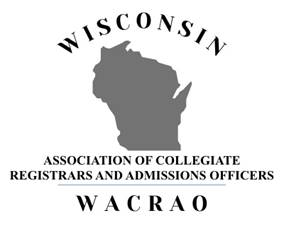 WISCONSIN
ASSOCIATION OF COLLEGIATE
REGISTRARS AND ADMISSIONS OFFICERS
WACRAO